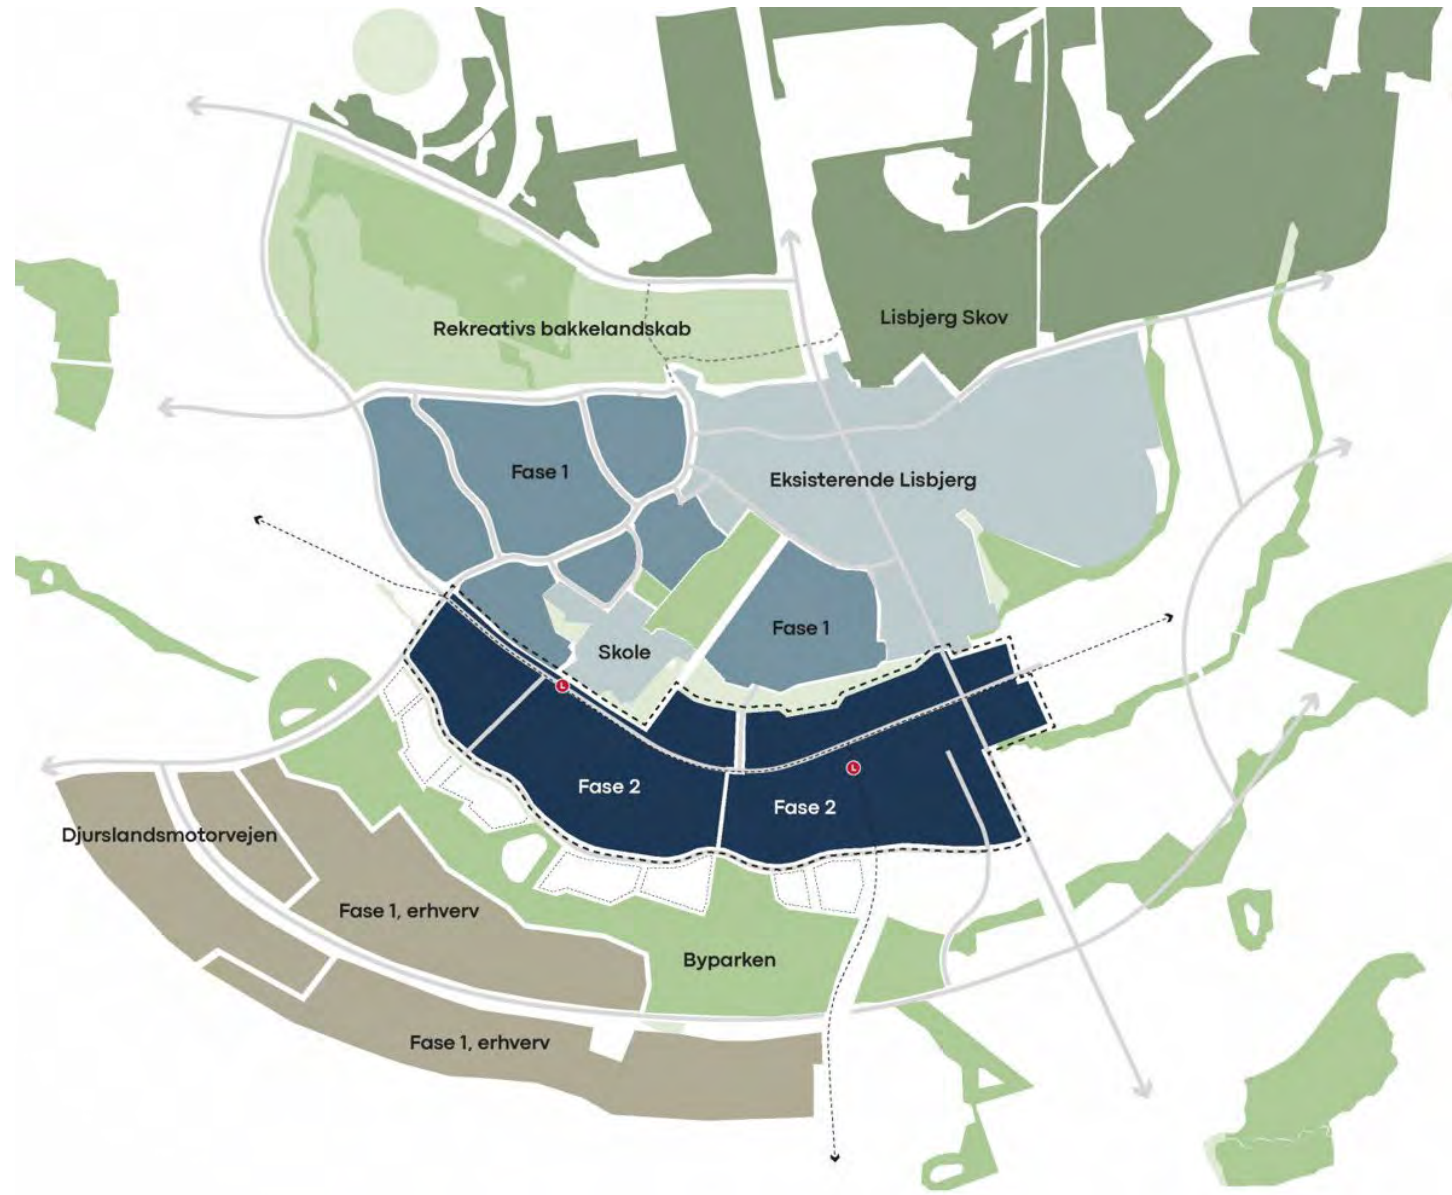 Lisbjerg Skov
Rekreativs bakkelandskab
Fase 1
Eksisterende Lisbjerg
Fase 1
Skole
L
L
Fase 2
Fase 2
Djurslandsmotorvejen
Fase 1, erhverv
Byparken
Fase 1, erhverv